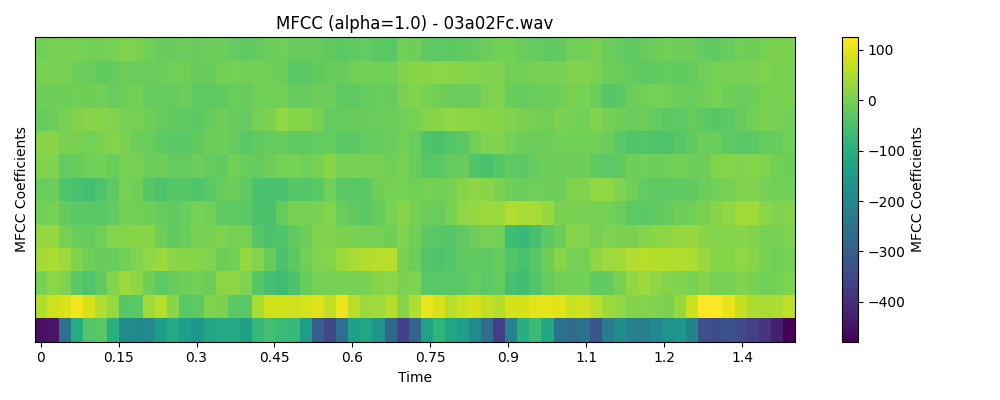 MFCC (alpha=1.0) - 03a02Fc.wav
MFCC Coefficients
0 0.15 0.3 0.45 0.6 0.75 0.9 1.1 1.2 1.4
Time
100
0
−100
−200
−300
−400
MFCC Coefficients